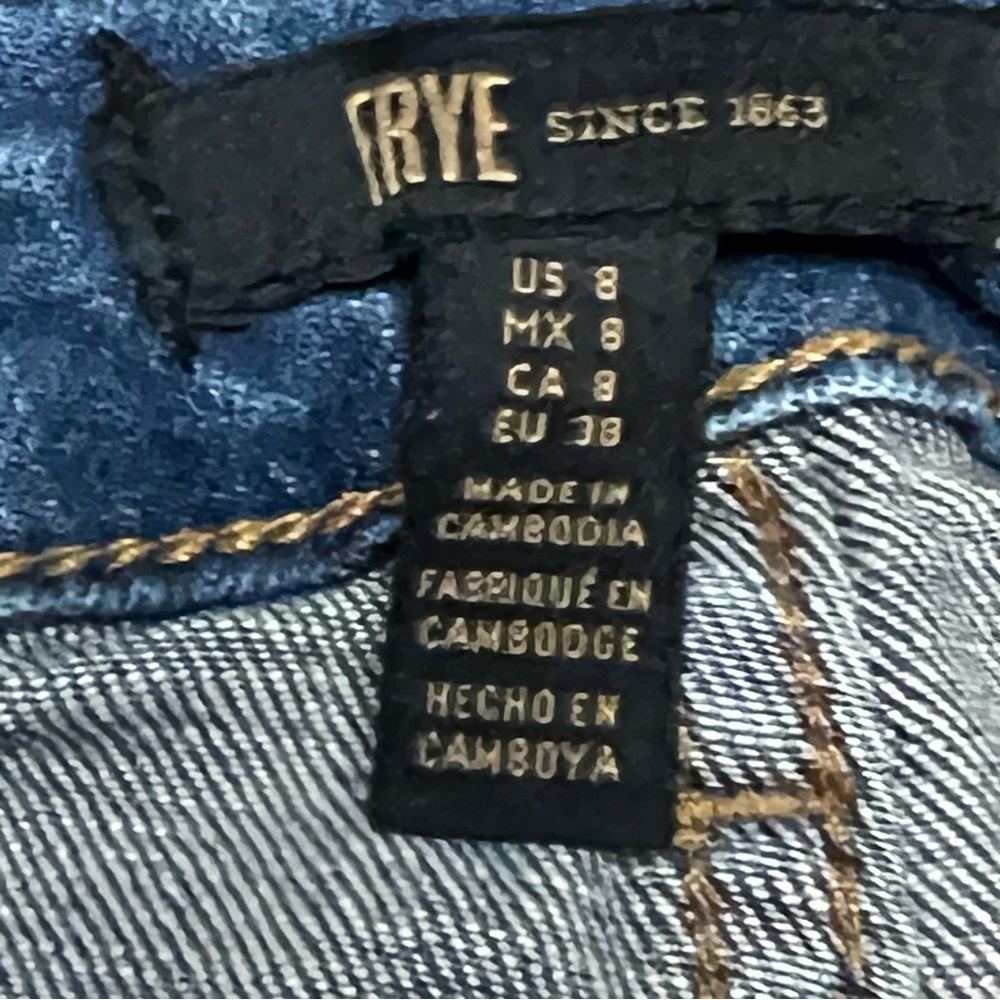 FRYE SINCE 1863
US 8
MX 8
CA 8
EU 38
MADE IN
CAMBODIA
FABRIQUÉ EN
CAMBODGE
HECHO EN
CAMBOYA